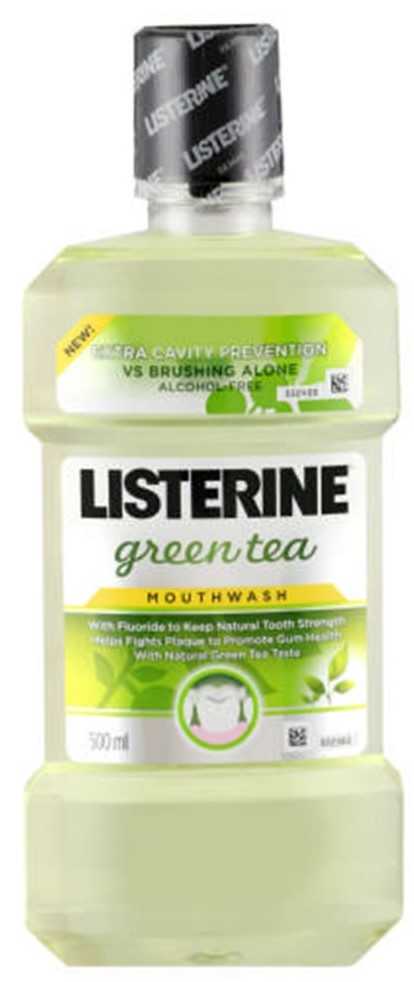 LISTERINE
LISTERINE
NEW!
EXTRA CAVITY PREVENTION
VS BRUSHING ALONE
ALCOHOL-FREE
LISTERINE
green tea
MOUTHWASH
With Fluoride to Keep Natural Tooth Strength
Helps Fights Plaque to Promote Gum Health
With Natural Green Tea Taste
500 ml